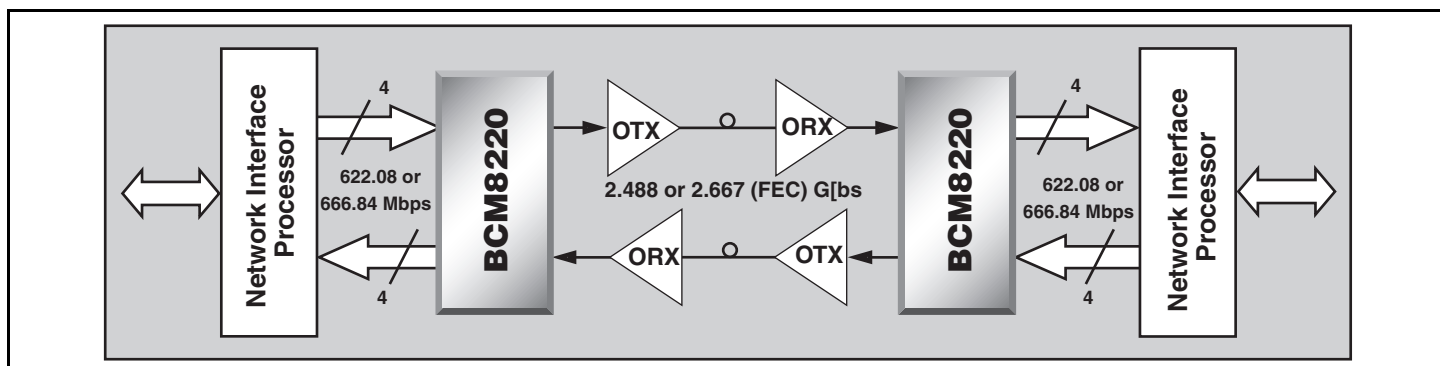 Network Interface
Processor
4
622.08 or
666.84 Mbps
4
BCM8220
OTX
ORX
2.488 or 2.667 (FEC) G[bs
ORX
OTX
BCM8220
4
622.08 or
666.84 Mbps
4
Network Interface
Processor